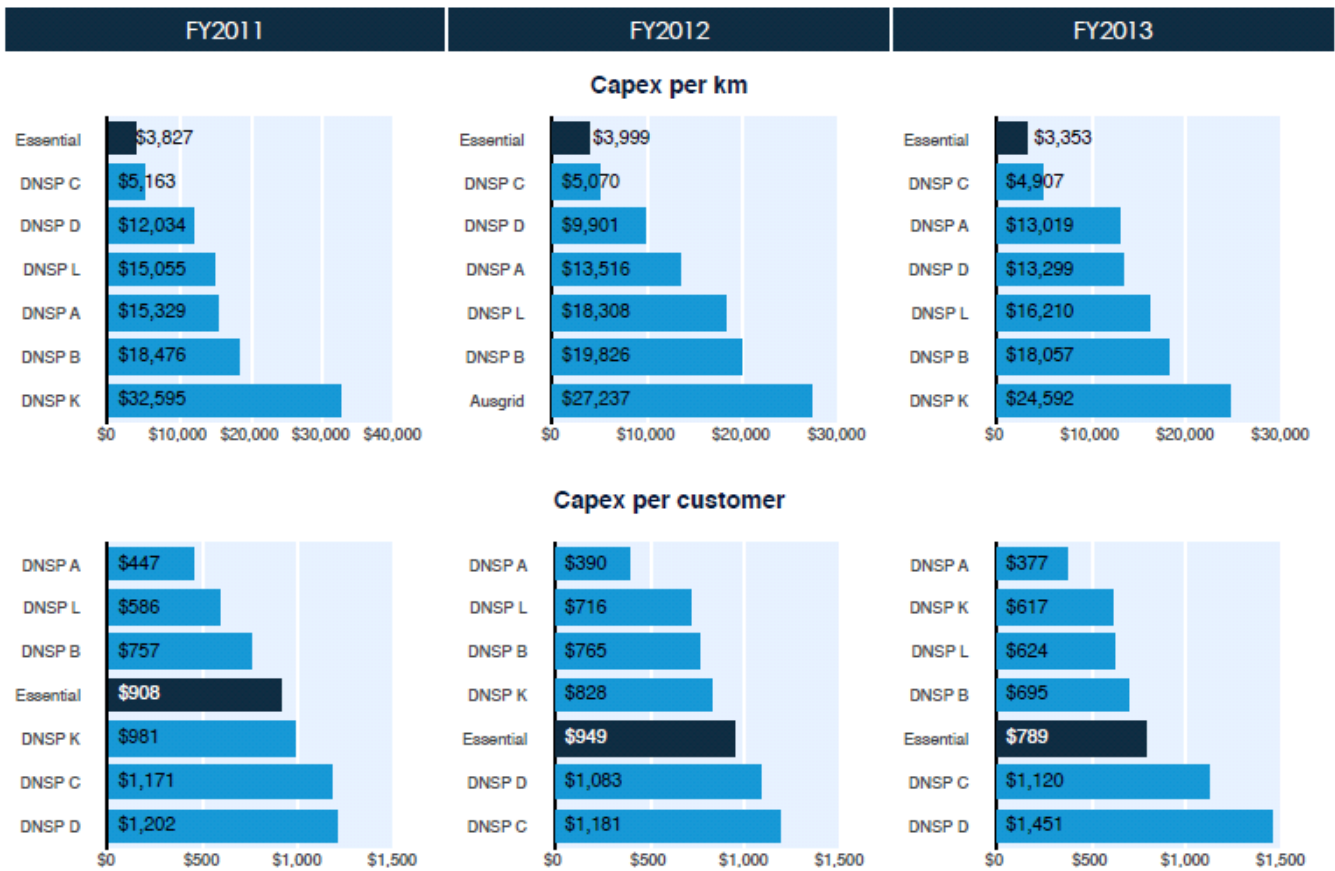 FY2011 FY2012 FY2013
Capex per km
Essential $3,827 Essential $3,999 Essential $3,353
DNSP C $5,163 DNSP C $5,070 DNSP C $4,907
DNSP D $12,034 DNSP D $9,901 DNSP A $13,019
DNSP L $15,055 DNSP A $13,516 DNSP D $13,299
DNSP A $15,329 DNSP L $18,308 DNSP L $16,210
DNSP B $18,476 DNSP B $19,826 DNSP B $18,057
DNSP K $32,595 Ausgrid $27,237 DNSP K $24,592
$0 $10,000 $20,000 $30,000 $40,000 $0 $10,000 $20,000 $30,000 $0 $10,000 $20,000 $30,000
Capex per customer
DNSP A $447 DNSP A $390 DNSP A $377
DNSP L $586 DNSP L $716 DNSP K $617
DNSP B $757 DNSP B $765 DNSP L $624
Essential $908 DNSP K $828 DNSP B $695
DNSP K $981 Essential $949 Essential $789
DNSP C $1,171 DNSP D $1,083 DNSP C $1,120
DNSP D $1,202 DNSP C $1,181 DNSP D $1,451
$0 $500 $1,000 $1,500 $0 $500 $1,000 $1,500 $0 $500 $1,000 $1,500